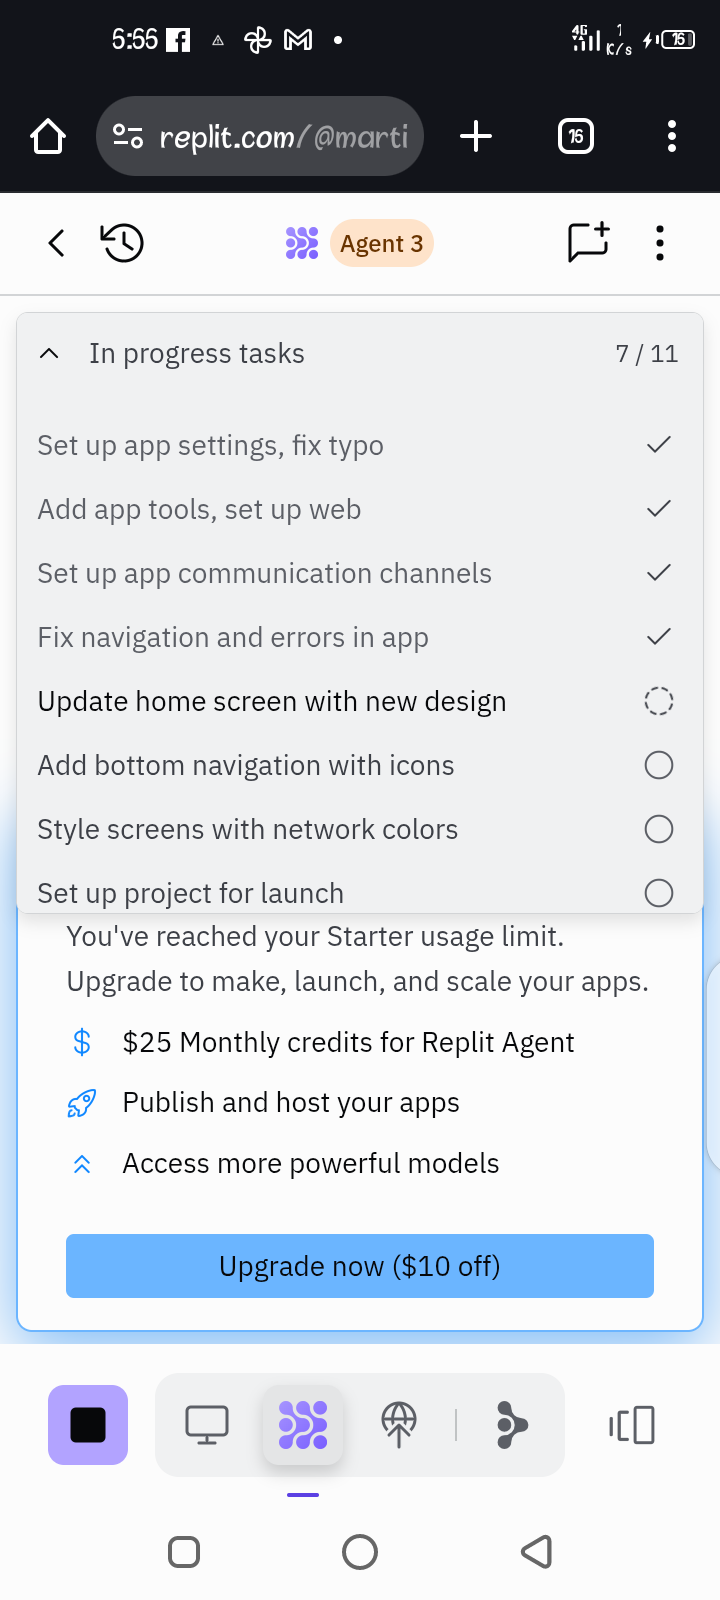 5:55
4G
1
K/s
16
replit.com/@marti
16
Agent 3
In progress tasks
7 / 11
Set up app settings, fix typo
Add app tools, set up web
Set up app communication channels
Fix navigation and errors in app
Update home screen with new design
Add bottom navigation with icons
Style screens with network colors
Set up project for launch
You've reached your Starter usage limit.
Upgrade to make, launch, and scale your apps.
$25 Monthly credits for Replit Agent
Publish and host your apps
Access more powerful models
Upgrade now ($10 off)